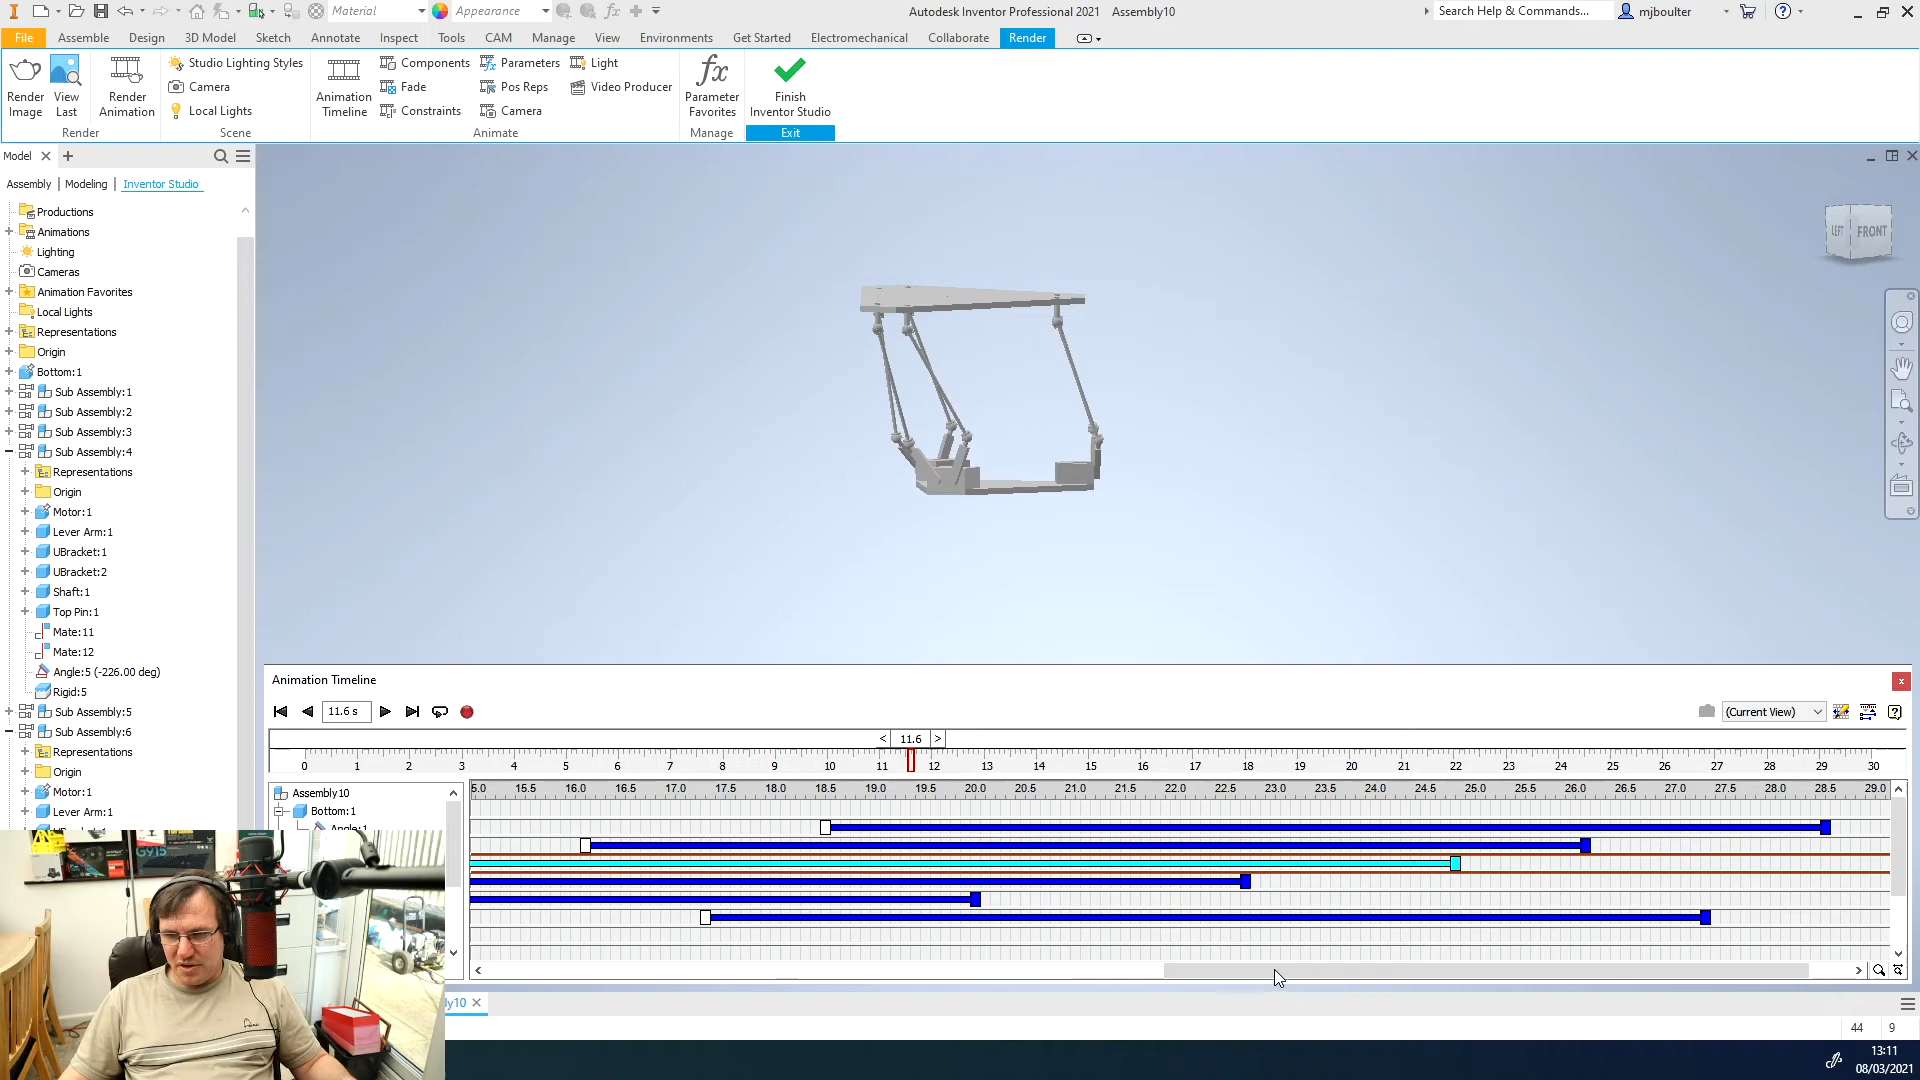 Material
Appearance
Autodesk Inventor Professional 2021 Assembly10
Search Help & Commands...
mjboulter
File Assemble Design 3D Model Sketch Annotate Inspect Tools CAM Manage View Environments Get Started Electromechanical Collaborate Render
Render Image
View Last
Render Animation
Studio Lighting Styles
Camera
Local Lights
Animation Timeline
Components
Fade
Constraints
Parameters
Pos Reps
Camera
Light
Video Producer
Parameter Favorites
Finish Inventor Studio
Render Scene Animate Manage Exit
Model
Assembly Modeling Inventor Studio
Productions
Animations
Lighting
Cameras
Animation Favorites
Local Lights
Representations
Origin
Bottom:1
Sub Assembly:1
Sub Assembly:2
Sub Assembly:3
Sub Assembly:4
Representations
Origin
Motor:1
Lever Arm:1
UBracket:1
UBracket:2
Shaft:1
Top Pin:1
Mate:11
Mate:12
Angle:5 (-226.00 deg)
Rigid:5
Sub Assembly:5
Sub Assembly:6
Representations
Origin
Motor:1
Lever Arm:1
LEFT FRONT
Animation Timeline
11.6 s
(Current View)
< 11.6 >
0 1 2 3 4 5 6 7 8 9 10 11 12 13 14 15 16 17 18 19 20 21 22 23 24 25 26 27 28 29 30
Assembly10
Bottom:1
Angle:1
5.0 15.5 16.0 16.5 17.0 17.5 18.0 18.5 19.0 19.5 20.0 20.5 21.0 21.5 22.0 22.5 23.0 23.5 24.0 24.5 25.0 25.5 26.0 26.5 27.0 27.5 28.0 28.5 29.0
G915
ly10
44 9
13:11
08/03/2021